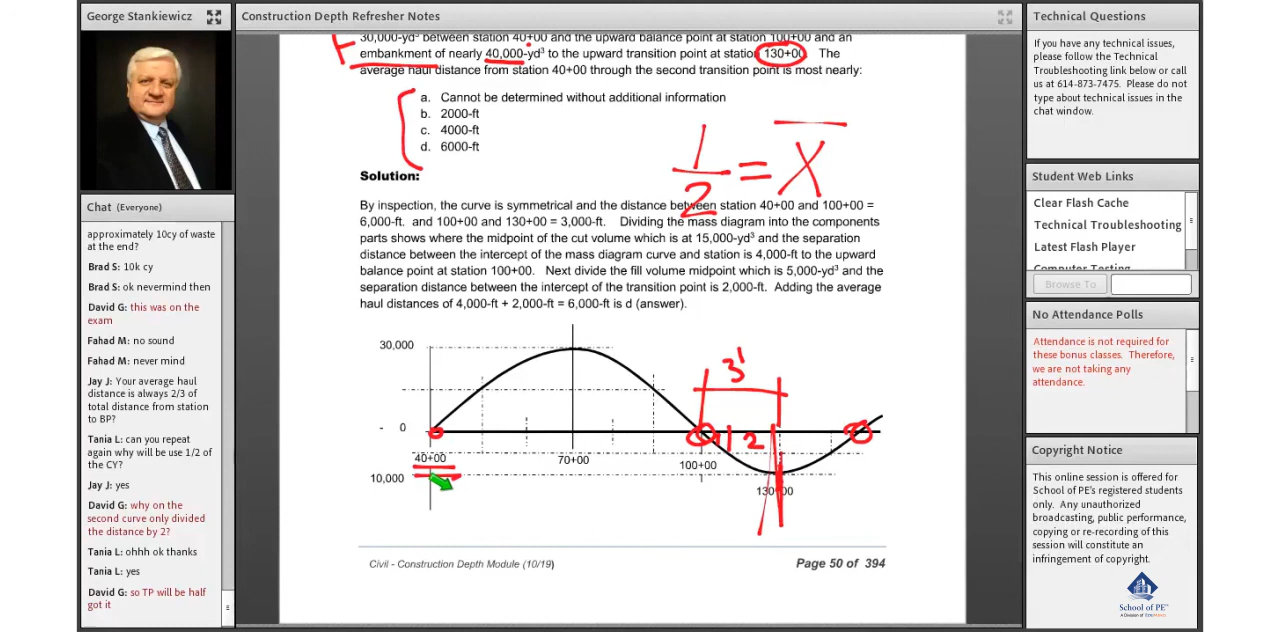 George Stankiewicz
Chat (Everyone)
approximately 10cy of waste
at the end?
Brad S: 10k cy
Brad S: ok nevermind then
David G: this was on the
exam
Fahad M: no sound
Fahad M: never mind
Jay J: Your average haul
distance is always 2/3 of
total distance from station
to BP?
Tania L: can you repeat
again why will be use 1/2 of
the CY?
Jay J: yes
David G: why on the
second curve only divided
the distance by 2?
Tania L: ohhh ok thanks
Tania L: yes
David G: so TP will be half
got it
Construction Depth Refresher Notes
30,000-yd³ between station 40+00 and the upward balance point at station 100+00 and an
embankment of nearly 40,000-yd³ to the upward transition point at station 130+00. The
average haul distance from station 40+00 through the second transition point is most nearly:
a. Cannot be determined without additional information
b. 2000-ft
c. 4000-ft
d. 6000-ft
1/2 = X
Solution:
By inspection, the curve is symmetrical and the distance between station 40+00 and 100+00 =
6,000-ft. and 100+00 and 130+00 = 3,000-ft. Dividing the mass diagram into the components
parts shows where the midpoint of the cut volume which is at 15,000-yd³ and the separation
distance between the intercept of the mass diagram curve and station is 4,000-ft to the upward
balance point at station 100+00. Next divide the fill volume midpoint which is 5,000-yd³ and the
separation distance between the intercept of the transition point is 2,000-ft. Adding the average
haul distances of 4,000-ft + 2,000-ft = 6,000-ft is d (answer).
30,000
3'
- 0
2
40+00
70+00
100+00
10,000
130+00
Civil - Construction Depth Module (10/19)
Page 50 of 394
Technical Questions
If you have any technical issues,
please follow the Technical
Troubleshooting link below or call
us at 614-873-7475. Please do not
type about technical issues in the
chat window.
Student Web Links
Clear Flash Cache
Technical Troubleshooting
Latest Flash Player
Computer Testing
Browse To
No Attendance Polls
Attendance is not required for
these bonus classes. Therefore,
we are not taking any
attendance.
Copyright Notice
This online session is offered for
School of PE's registered students
only. Any unauthorized
broadcasting, public performance,
copying or re-recording of this
session will constitute an
infringement of copyright.
School of PE